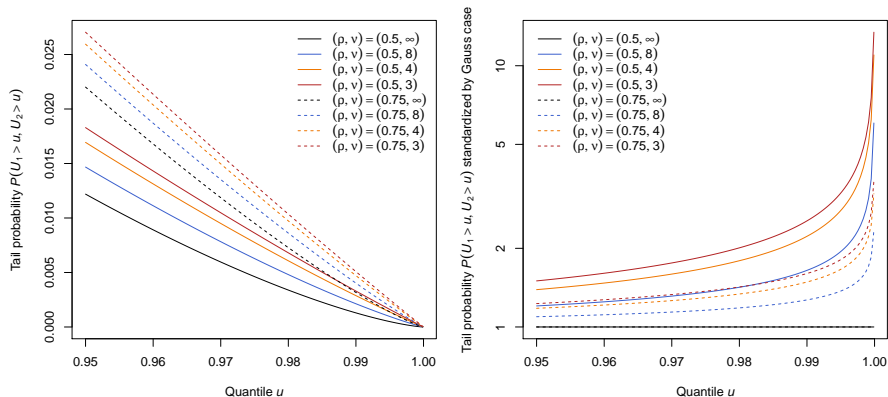 Tail probability P(U₁ > u, U₂ > u)
0.025
0.020
0.015
0.010
0.005
0.000
(ρ, ν) = (0.5, ∞)
(ρ, ν) = (0.5, 8)
(ρ, ν) = (0.5, 4)
(ρ, ν) = (0.5, 3)
(ρ, ν) = (0.75, ∞)
(ρ, ν) = (0.75, 8)
(ρ, ν) = (0.75, 4)
(ρ, ν) = (0.75, 3)
0.95 0.96 0.97 0.98 0.99 1.00
Quantile u
Tail probability P(U₁ > u, U₂ > u) standardized by Gauss case
10
5
2
1
(ρ, ν) = (0.5, ∞)
(ρ, ν) = (0.5, 8)
(ρ, ν) = (0.5, 4)
(ρ, ν) = (0.5, 3)
(ρ, ν) = (0.75, ∞)
(ρ, ν) = (0.75, 8)
(ρ, ν) = (0.75, 4)
(ρ, ν) = (0.75, 3)
0.95 0.96 0.97 0.98 0.99 1.00
Quantile u